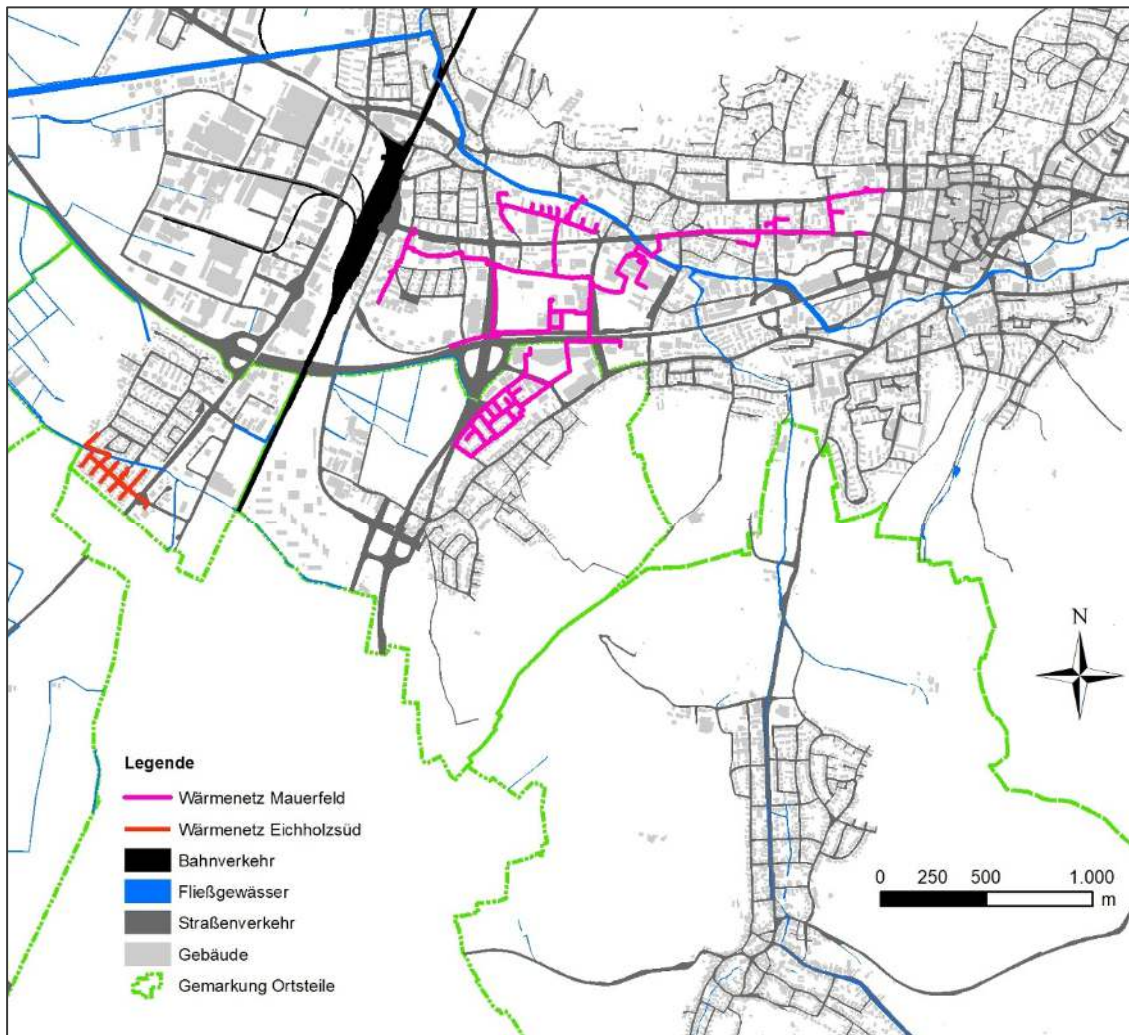 N
Legende
Wärmenetz Mauerfeld
Wärmenetz Eichholzsüd
Bahnverkehr
Fließgewässer
Straßenverkehr
Gebäude
Gemarkung Ortsteile
0 250 500 1.000
m